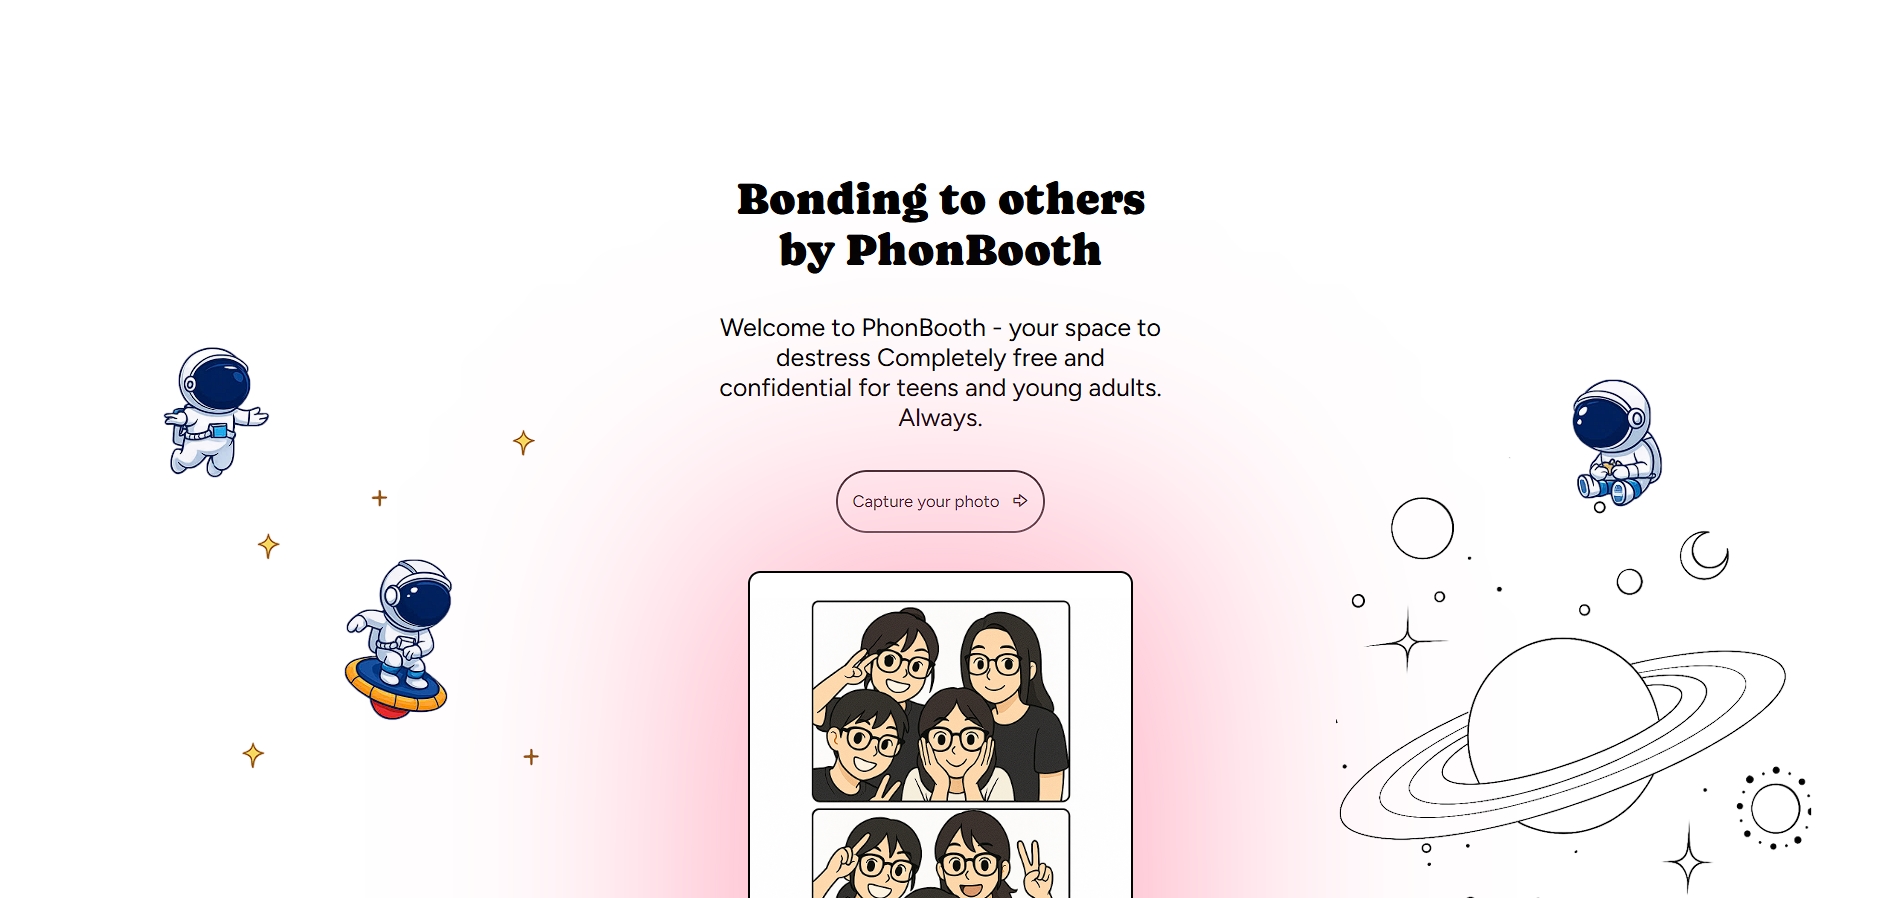 Bonding to others
by PhonBooth
Welcome to PhonBooth - your space to
destress Completely free and
confidential for teens and young adults.
Always.
Capture your photo